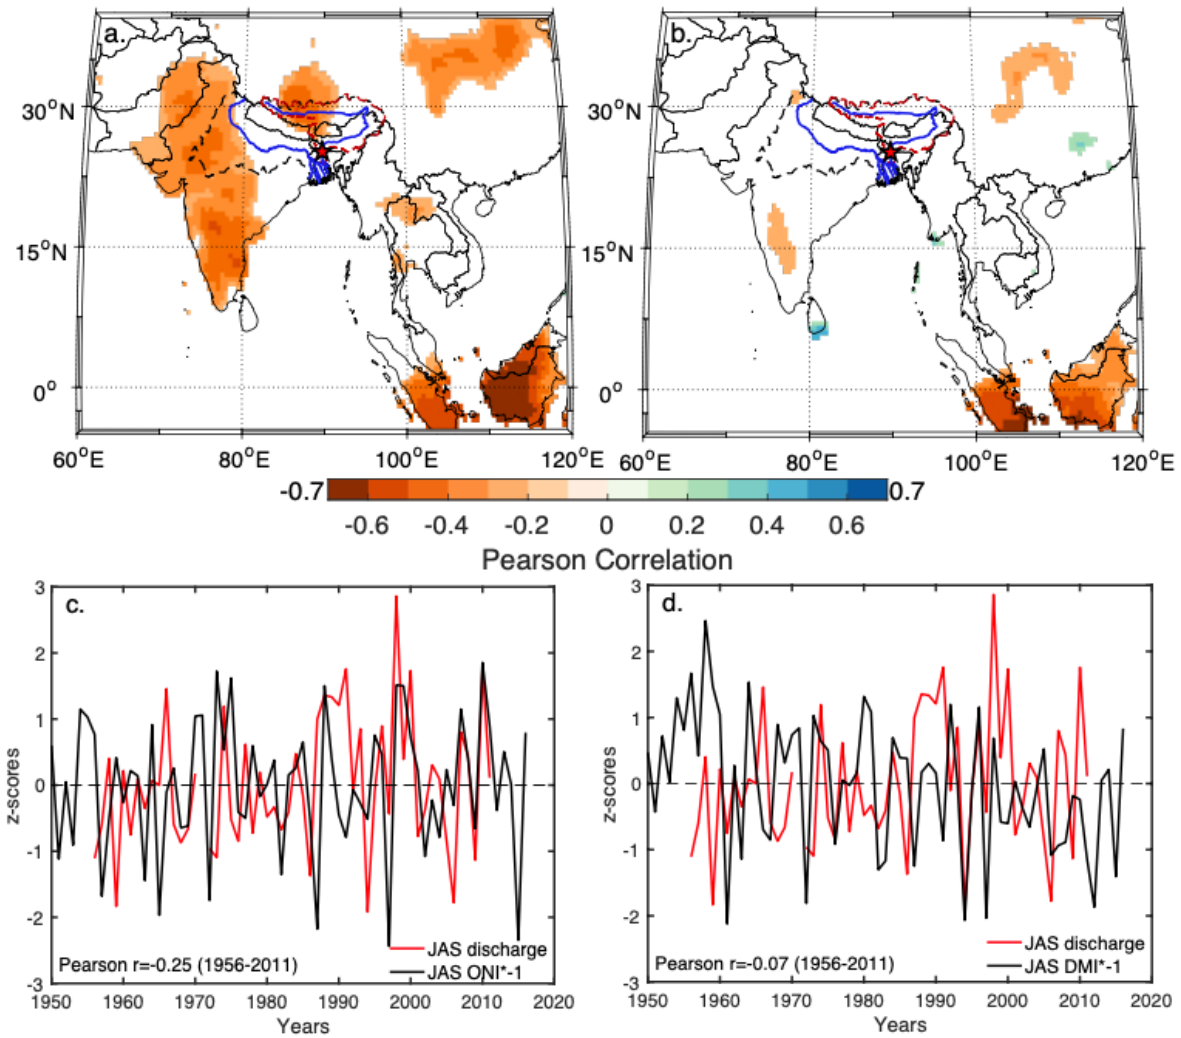 a.
b.
30°N
15°N
0°
60°E
80°E
100°E
120°E
30°N
15°N
0°
60°E
80°E
100°E
120°E
-0.7
0.7
-0.6
-0.4
-0.2
0
0.2
0.4
0.6
Pearson Correlation
c.
3
2
1
0
-1
-2
-3
z-scores
JAS discharge
JAS ONI*-1
Pearson r=-0.25 (1956-2011)
1950
1960
1970
1980
1990
2000
2010
2020
Years
d.
3
2
1
0
-1
-2
-3
z-scores
JAS discharge
JAS DMI*-1
Pearson r=-0.07 (1956-2011)
1950
1960
1970
1980
1990
2000
2010
2020
Years